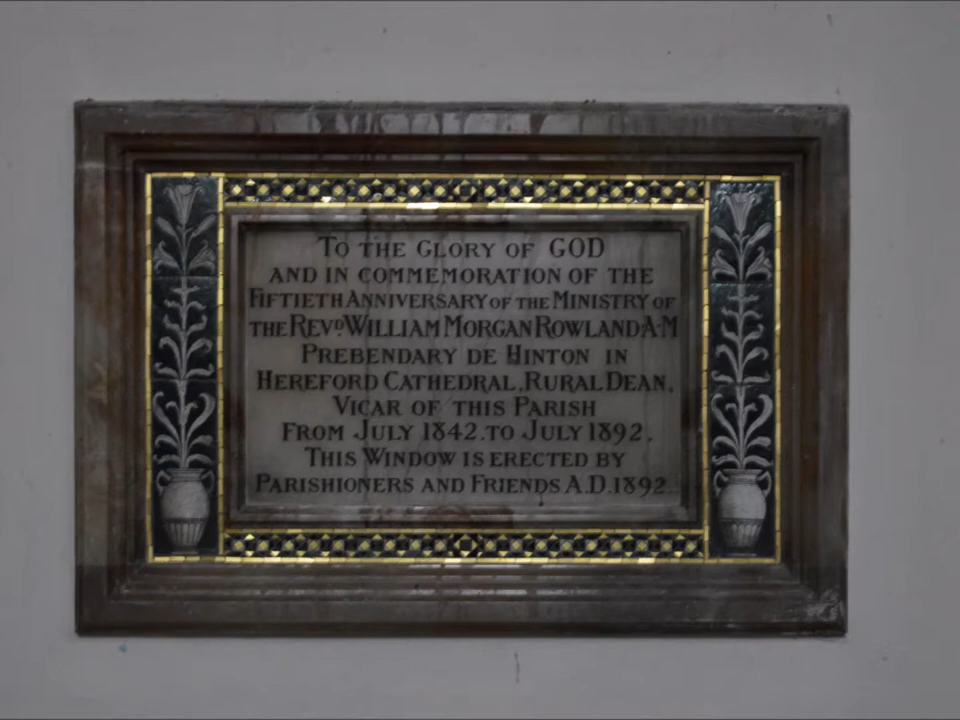 To the Glory of GOD
and in commemoration of the
Fiftieth Anniversary of the Ministry of
the Revᴰ. William Morgan Rowland A.M
Prebendary de Hinton in
Hereford Cathedral, Rural Dean,
Vicar of this Parish
from July 1842. to July 1892.
This Window is erected by
Parishioners and Friends A.D. 1892